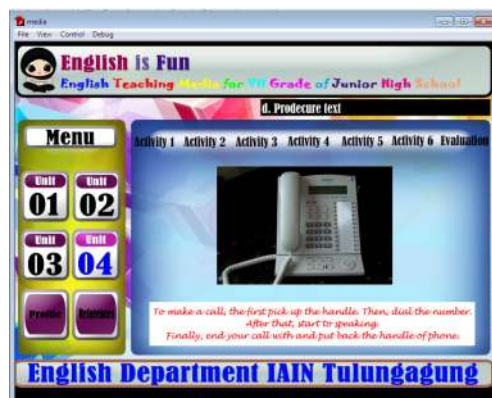 media
File View Control Debug
English is Fun
English Teaching Media for VII Grade of Junior High School
d. Prodecure text
Menu
Activity 1 Activity 2 Activity 3 Activity 4 Activity 5 Activity 6 Evaluation
Unit
01
Unit
02
Unit
03
Unit
04
Profile
References
To make a call, the first pick up the handle. Then, dial the number.
After that, start to speaking.
Finally, end your call with and put back the handle of phone.
English Department IAIN Tulungagung